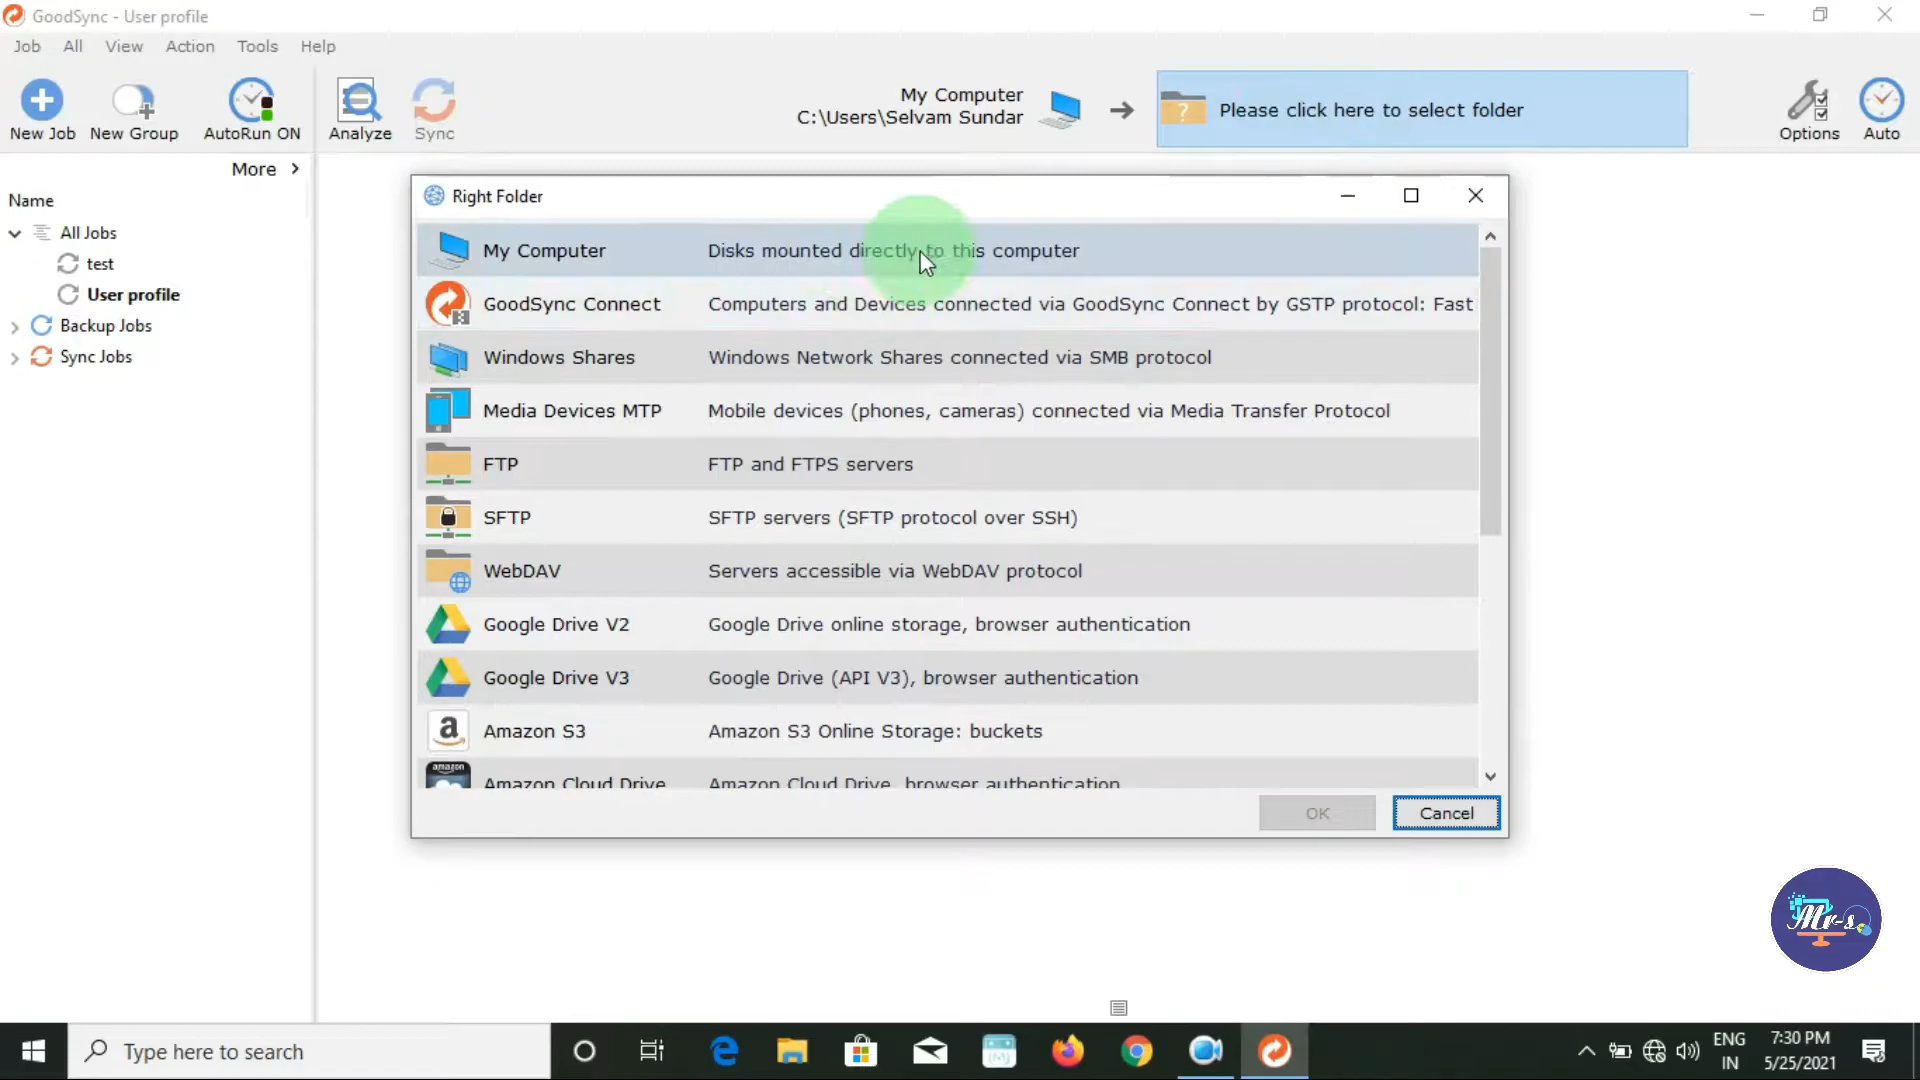 GoodSync - User profile
Job All View Action Tools Help
New Job New Group AutoRun ON Analyze Sync
My Computer
C:\Users\Selvam Sundar
Please click here to select folder
Options Auto
More
Name
All Jobs
test
User profile
Backup Jobs
Sync Jobs
Right Folder
My Computer Disks mounted directly to this computer
GoodSync Connect Computers and Devices connected via GoodSync Connect by GSTP protocol: Fast
Windows Shares Windows Network Shares connected via SMB protocol
Media Devices MTP Mobile devices (phones, cameras) connected via Media Transfer Protocol
FTP FTP and FTPS servers
SFTP SFTP servers (SFTP protocol over SSH)
WebDAV Servers accessible via WebDAV protocol
Google Drive V2 Google Drive online storage, browser authentication
Google Drive V3 Google Drive (API V3), browser authentication
Amazon S3 Amazon S3 Online Storage: buckets
amazon
Amazon Cloud Drive Amazon Cloud Drive, browser authentication
OK Cancel
Mr-s
Type here to search
ENG
IN
7:30 PM
5/25/2021